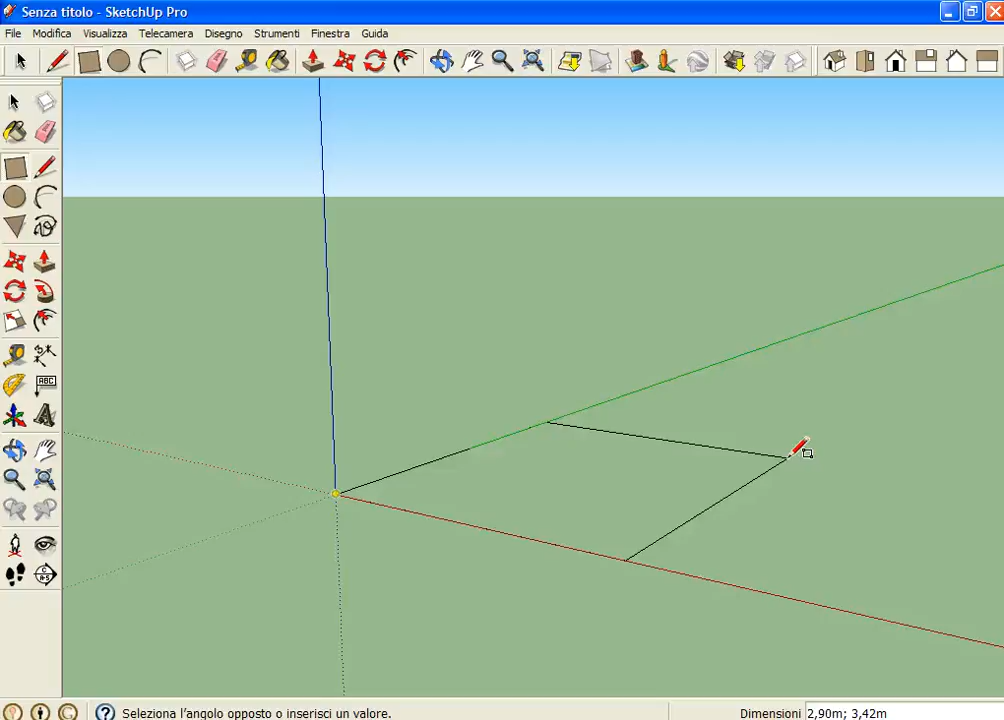 Senza titolo - SketchUp Pro
File Modifica Visualizza Telecamera Disegno Strumenti Finestra Guida
ABC
A
Seleziona l'angolo opposto o inserisci un valore. Dimensioni 2,90m; 3,42m